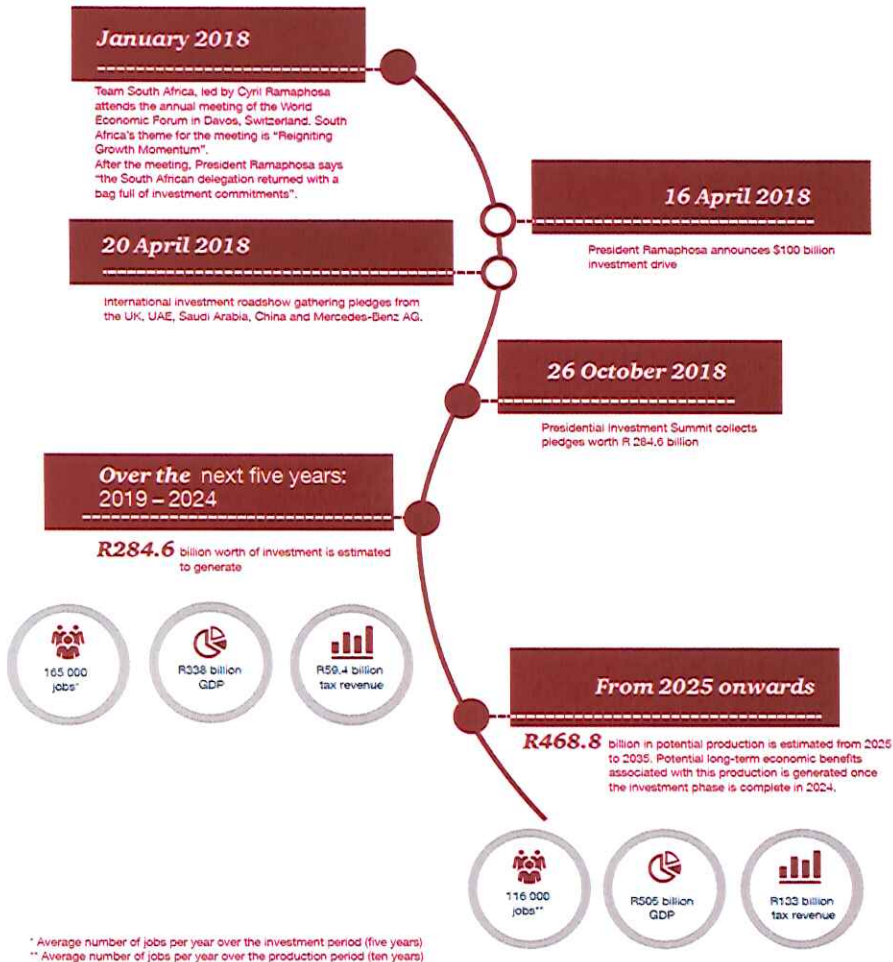 January 2018
Team South Africa, led by Cyril Ramaphosa
attends the annual meeting of the World
Economic Forum in Davos, Switzerland. South
Africa's theme for the meeting is "Reigniting
Growth Momentum".
After the meeting, President Ramaphosa says
"the South African delegation returned with a
bag full of investment commitments".
16 April 2018
President Ramaphosa announces $100 billion
investment drive
20 April 2018
International investment roadshow gathering pledges from
the UK, UAE, Saudi Arabia, China and Mercedes-Benz AG.
26 October 2018
Presidential Investment Summit collects
pledges worth R 284.6 billion
Over the next five years:
2019 – 2024
R284.6 billion worth of investment is estimated
to generate
165 000
jobs*
R338 billion
GDP
R59.4 billion
tax revenue
From 2025 onwards
R468.8 billion in potential production is estimated from 2025
to 2035. Potential long-term economic benefits
associated with this production is generated once
the investment phase is complete in 2024.
116 000
jobs**
R505 billion
GDP
R133 billion
tax revenue
* Average number of jobs per year over the investment period (five years)
** Average number of jobs per year over the production period (ten years)